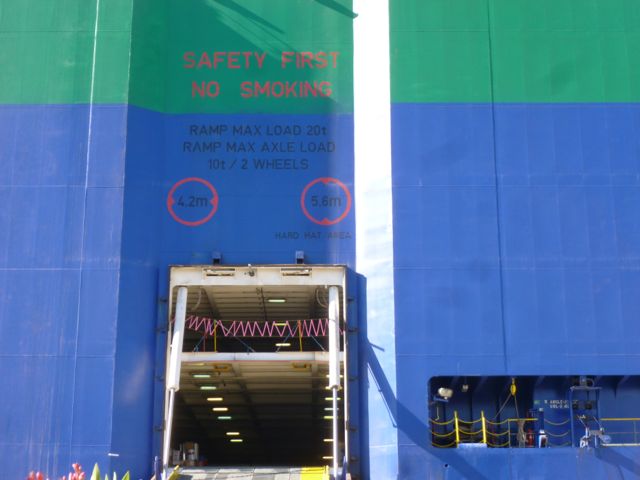 SAFETY FIRST
NO SMOKING
RAMP MAX LOAD 20t
RAMP MAX AXLE LOAD
10t / 2 WHEELS
4.2m
5.6m
HARD HAT AREA